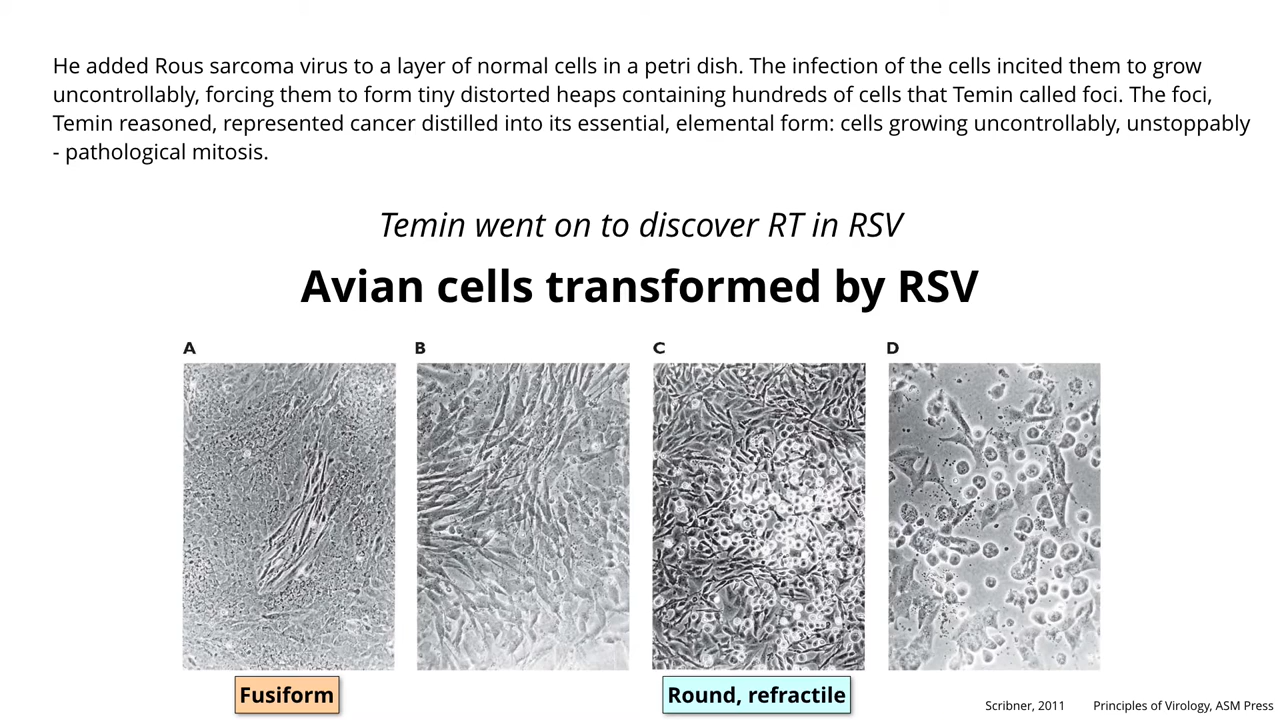 He added Rous sarcoma virus to a layer of normal cells in a petri dish. The infection of the cells incited them to grow
uncontrollably, forcing them to form tiny distorted heaps containing hundreds of cells that Temin called foci. The foci,
Temin reasoned, represented cancer distilled into its essential, elemental form: cells growing uncontrollably, unstoppably
- pathological mitosis.
Temin went on to discover RT in RSV
Avian cells transformed by RSV
A B C D
Fusiform
Round, refractile
Scribner, 2011 Principles of Virology, ASM Press